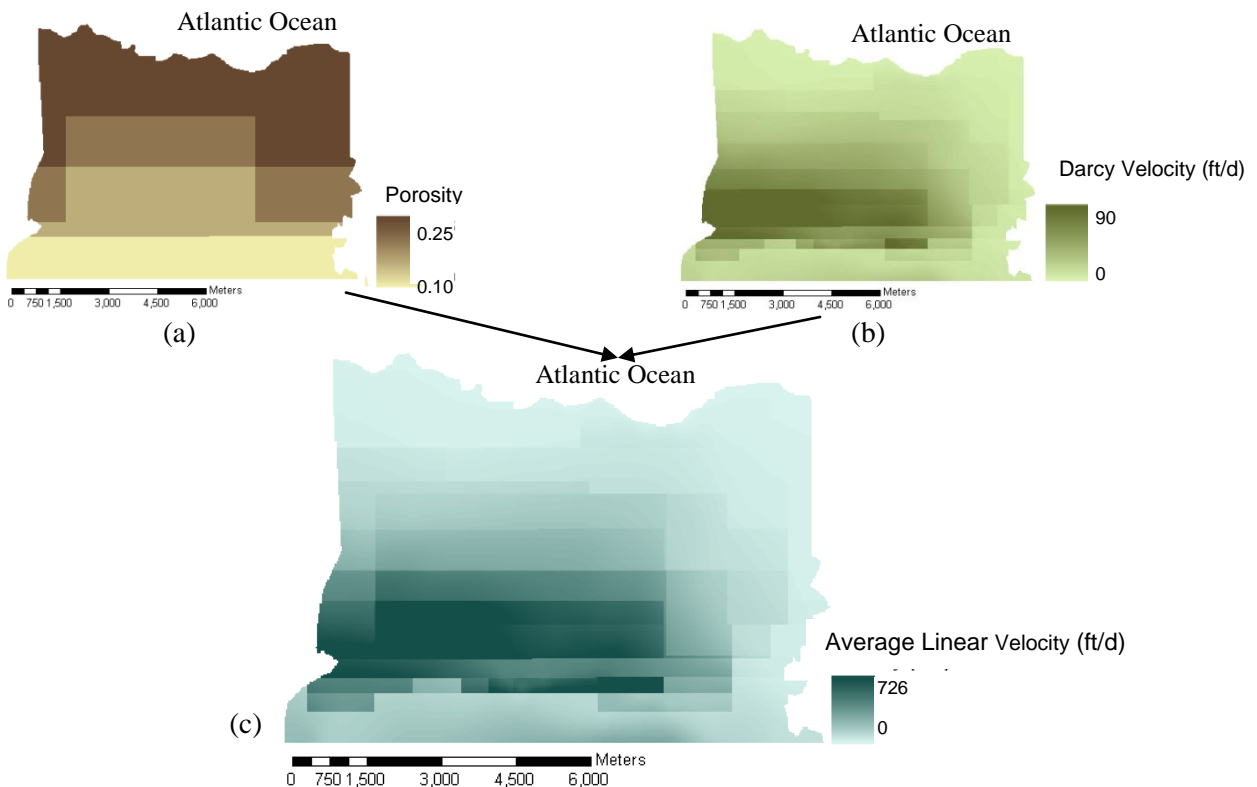 Atlantic Ocean
Porosity
0.25
0.10
Meters
0 750 1,500 3,000 4,500 6,000
(a)
Atlantic Ocean
Darcy Velocity (ft/d)
90
0
Meters
0 750 1,500 3,000 4,500 6,000
(b)
Atlantic Ocean
Average Linear Velocity (ft/d)
726
0
(c)
Meters
0 750 1,500 3,000 4,500 6,000